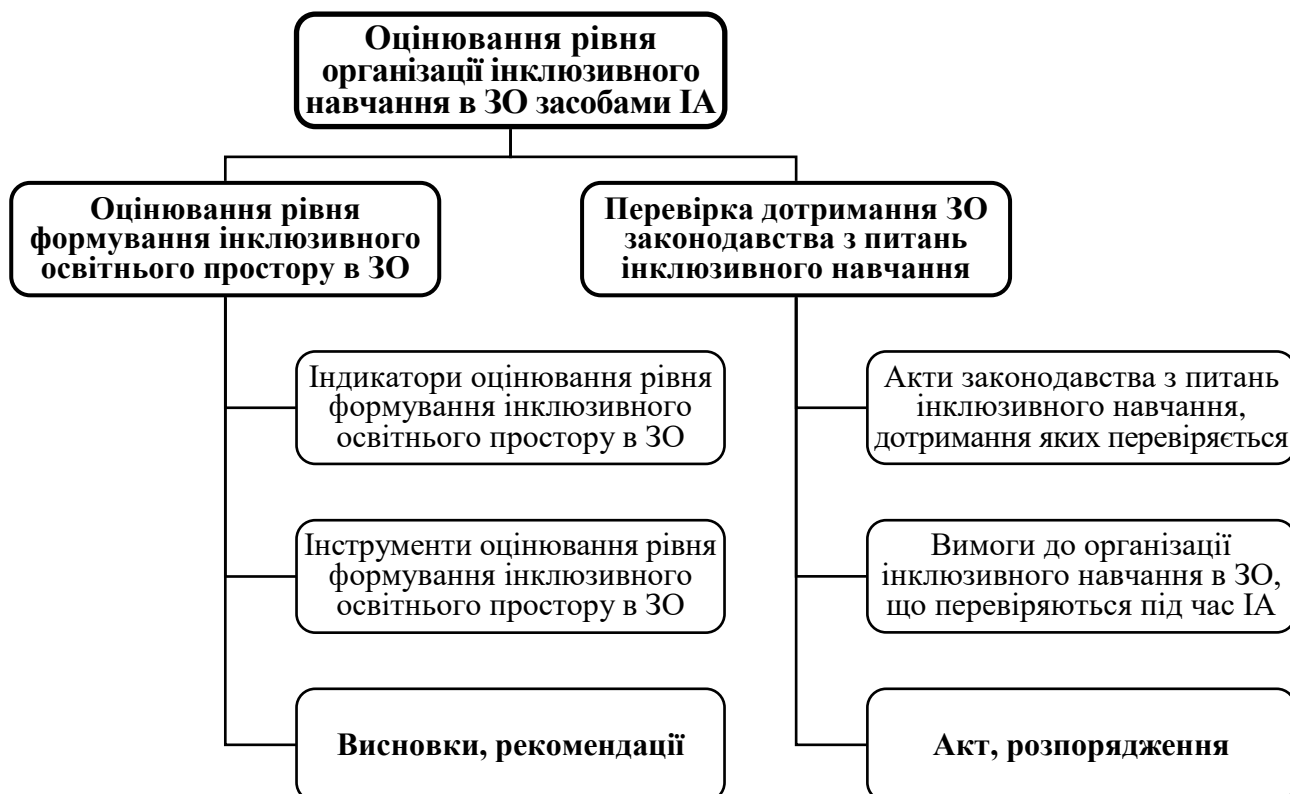 Оцінювання рівня
організації інклюзивного
навчання в ЗО засобами ІА
Оцінювання рівня
формування інклюзивного
освітнього простору в ЗО
Перевірка дотримання ЗО
законодавства з питань
інклюзивного навчання
Індикатори оцінювання рівня
формування інклюзивного
освітнього простору в ЗО
Акти законодавства з питань
інклюзивного навчання,
дотримання яких перевіряється
Інструменти оцінювання рівня
формування інклюзивного
освітнього простору в ЗО
Вимоги до організації
інклюзивного навчання в ЗО,
що перевіряються під час ІА
Висновки, рекомендації
Акт, розпорядження